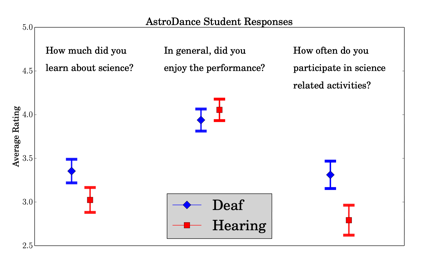 AstroDance Student Responses
5.0
4.5
4.0
3.5
3.0
2.5
Average Rating
How much did you
learn about science?
In general, did you
enjoy the performance?
How often do you
participate in science
related activities?
Deaf
Hearing